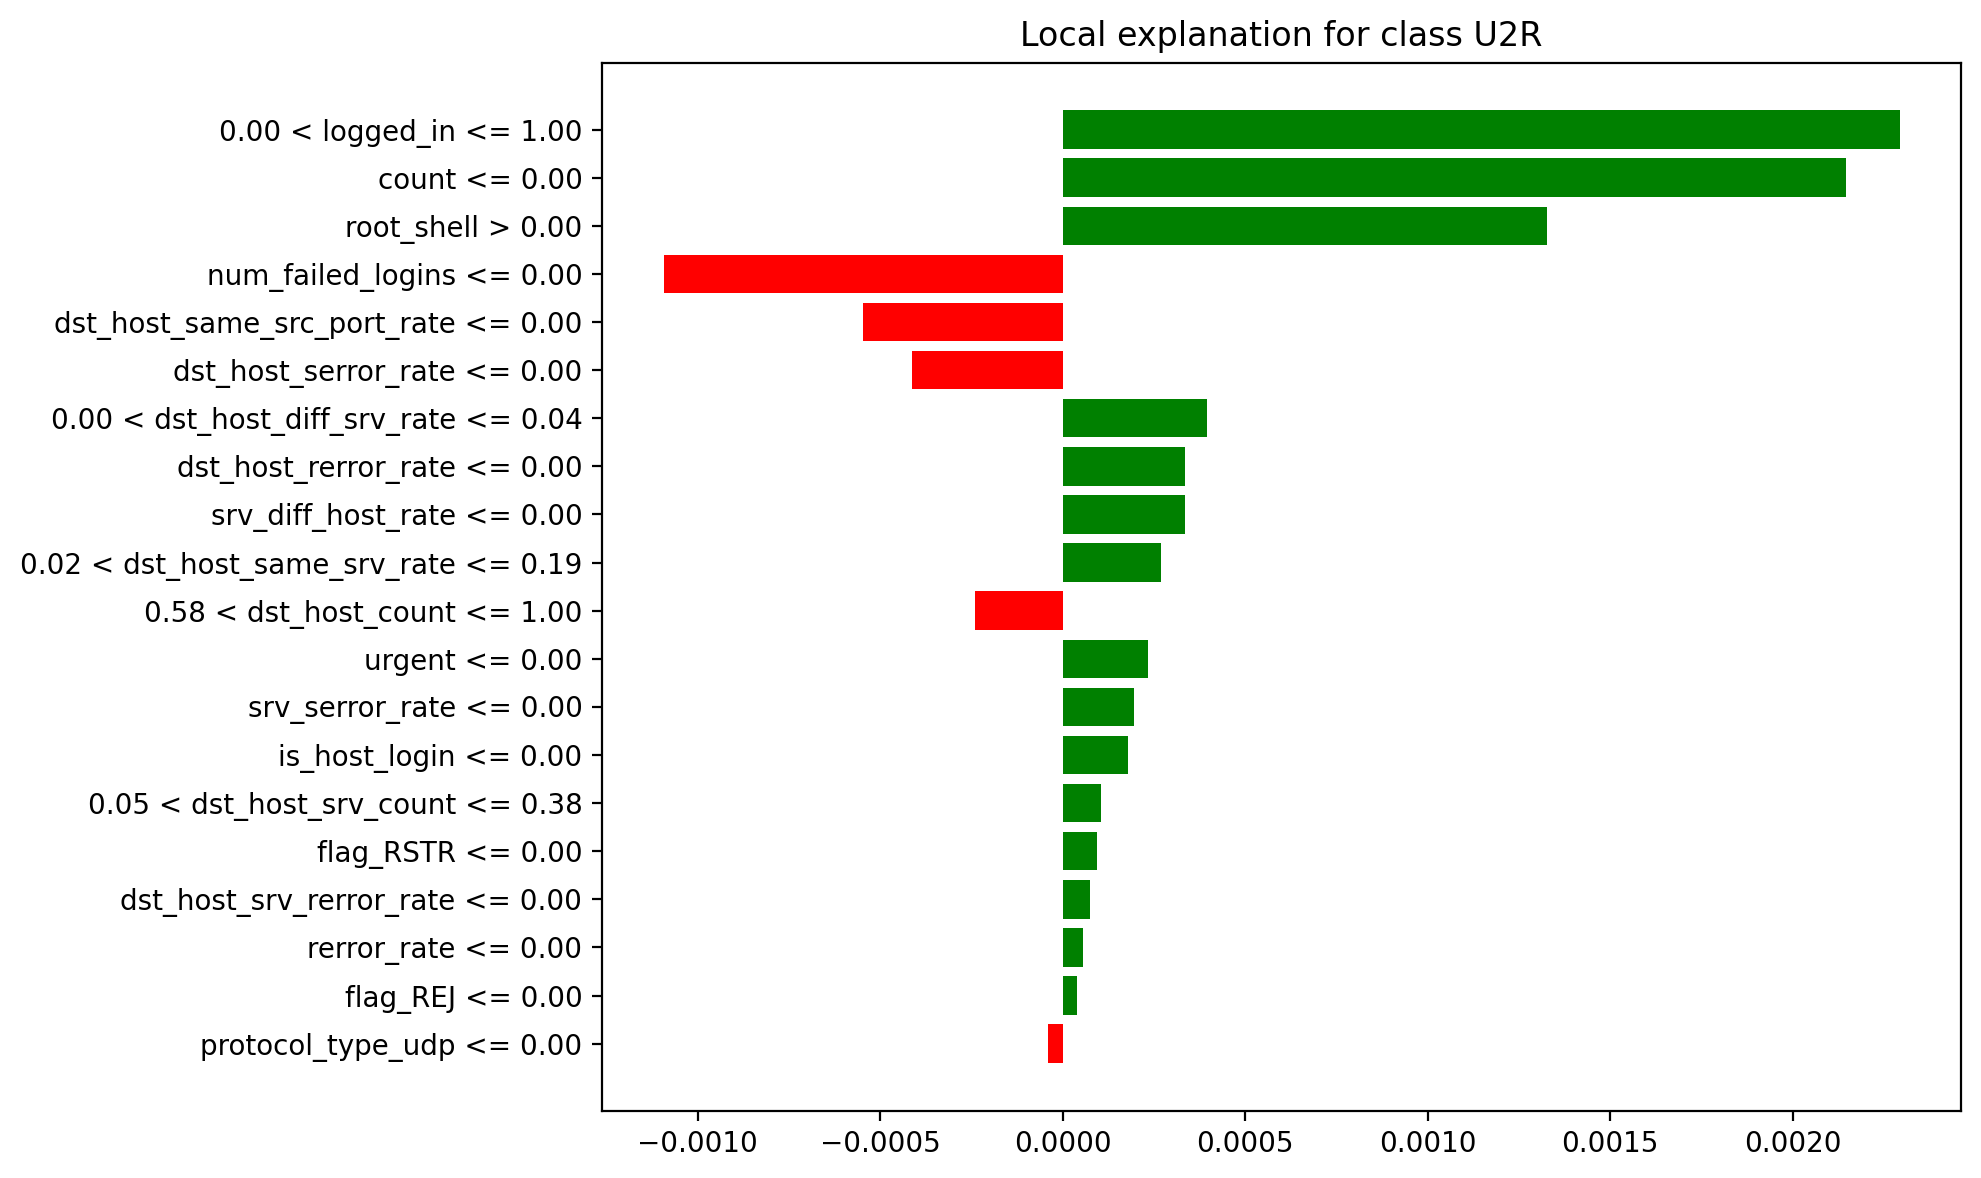 Local explanation for class U2R
0.00 < logged_in <= 1.00
count <= 0.00
root_shell > 0.00
num_failed_logins <= 0.00
dst_host_same_src_port_rate <= 0.00
dst_host_serror_rate <= 0.00
0.00 < dst_host_diff_srv_rate <= 0.04
dst_host_rerror_rate <= 0.00
srv_diff_host_rate <= 0.00
0.02 < dst_host_same_srv_rate <= 0.19
0.58 < dst_host_count <= 1.00
urgent <= 0.00
srv_serror_rate <= 0.00
is_host_login <= 0.00
0.05 < dst_host_srv_count <= 0.38
flag_RSTR <= 0.00
dst_host_srv_rerror_rate <= 0.00
rerror_rate <= 0.00
flag_REJ <= 0.00
protocol_type_udp <= 0.00
−0.0010 −0.0005 0.0000 0.0005 0.0010 0.0015 0.0020